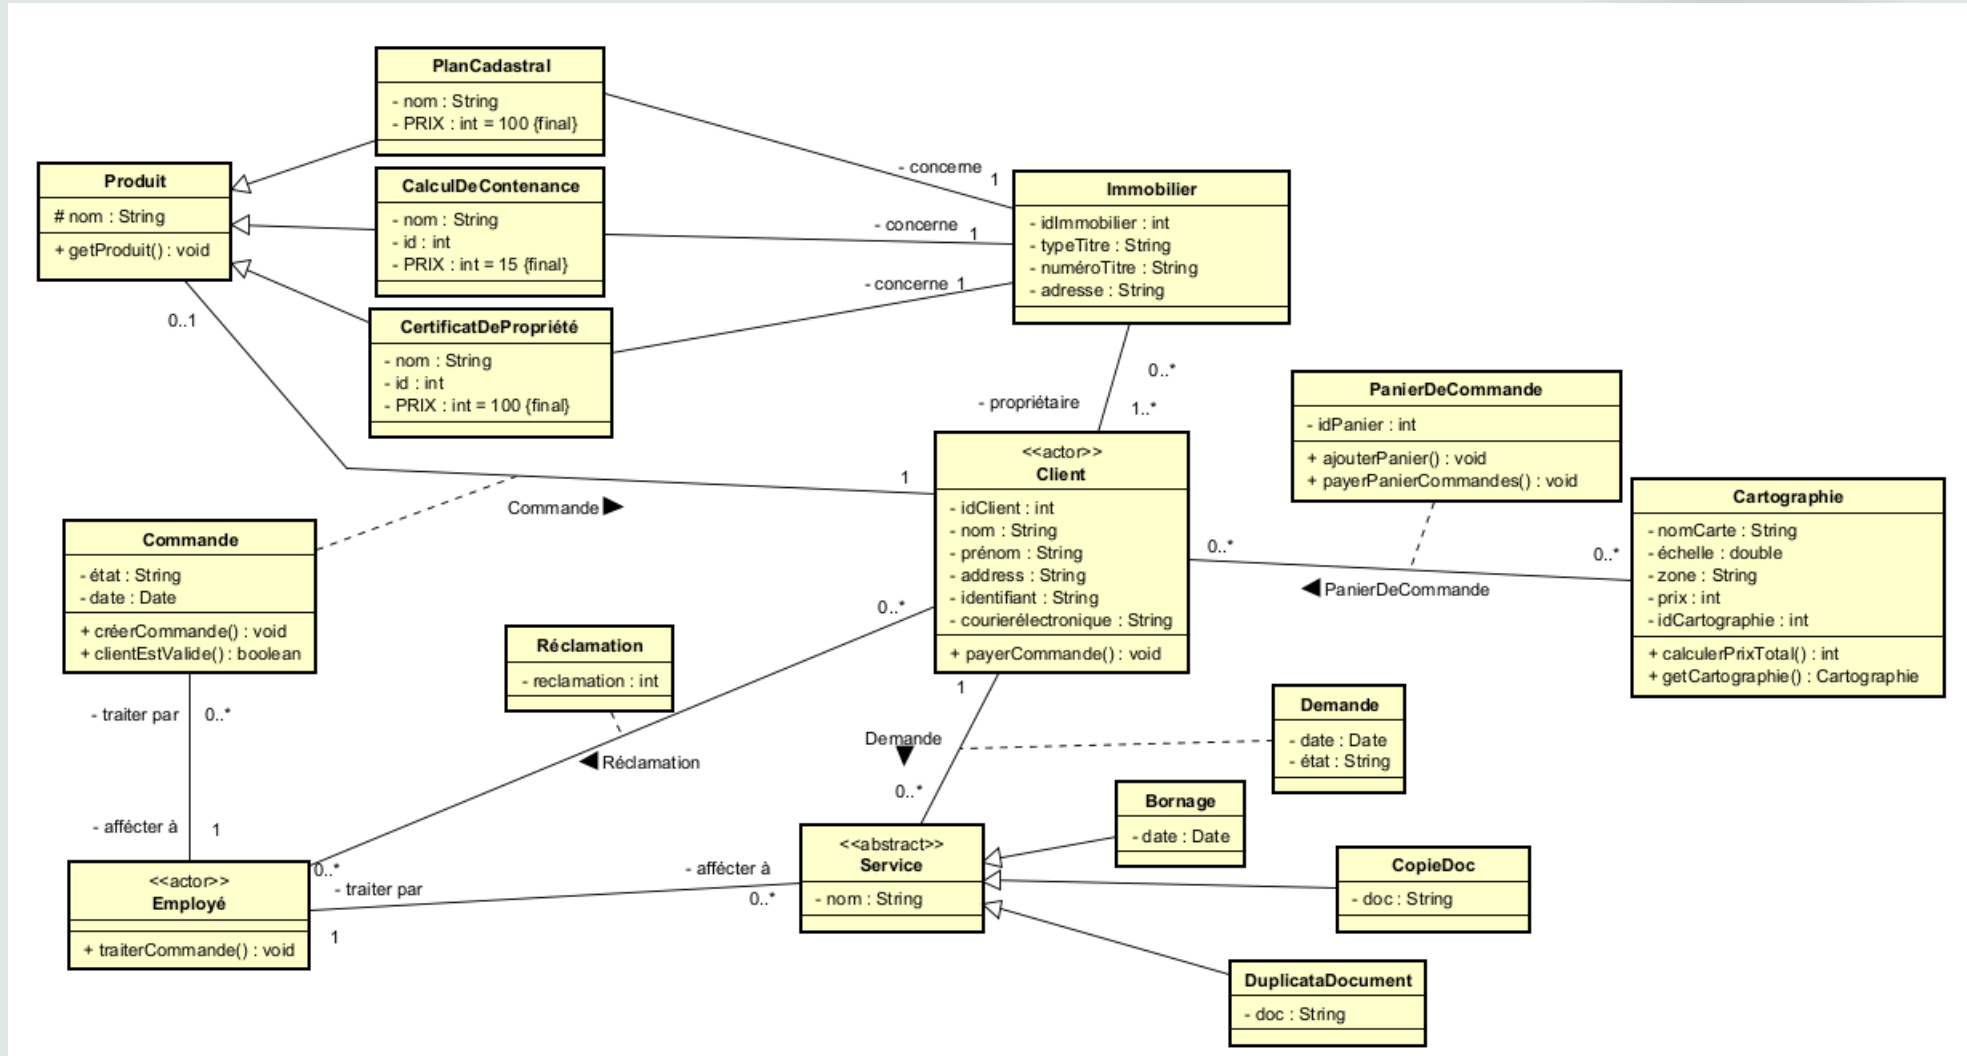 PlanCadastral
- nom : String
- PRIX : int = 100 {final}
Produit
# nom : String
+ getProduit() : void
CalculDeContenance
- nom : String
- id : int
- PRIX : int = 15 {final}
CertificatDePropriété
- nom : String
- id : int
- PRIX : int = 100 {final}
- concerne
1
- concerne
1
- concerne
1
Immobilier
- idImmobilier : int
- typeTitre : String
- numéroTitre : String
- adresse : String
0..1
0..*
- propriétaire
1..*
PanierDeCommande
- idPanier : int
+ ajouterPanier() : void
+ payerPanierCommandes() : void
<<actor>>
Client
- idClient : int
- nom : String
- prénom : String
- address : String
- identifiant : String
- courierélectronique : String
+ payerCommande() : void
1
Commande
Cartographie
- nomCarte : String
- échelle : double
- zone : String
- prix : int
- idCartographie : int
+ calculerPrixTotal() : int
+ getCartographie() : Cartographie
0..*
0..*
PanierDeCommande
Commande
- état : String
- date : Date
+ créerCommande() : void
+ clientEstValide() : boolean
0..*
Réclamation
- reclamation : int
Réclamation
- traiter par
0..*
- affécter à
1
1
Demande
0..*
Demande
- date : Date
- état : String
Bornage
- date : Date
<<abstract>>
Service
- nom : String
CopieDoc
- doc : String
DuplicataDocument
- doc : String
<<actor>>
Employé
+ traiterCommande() : void
0..*
- traiter par
1
- affécter à
0..*